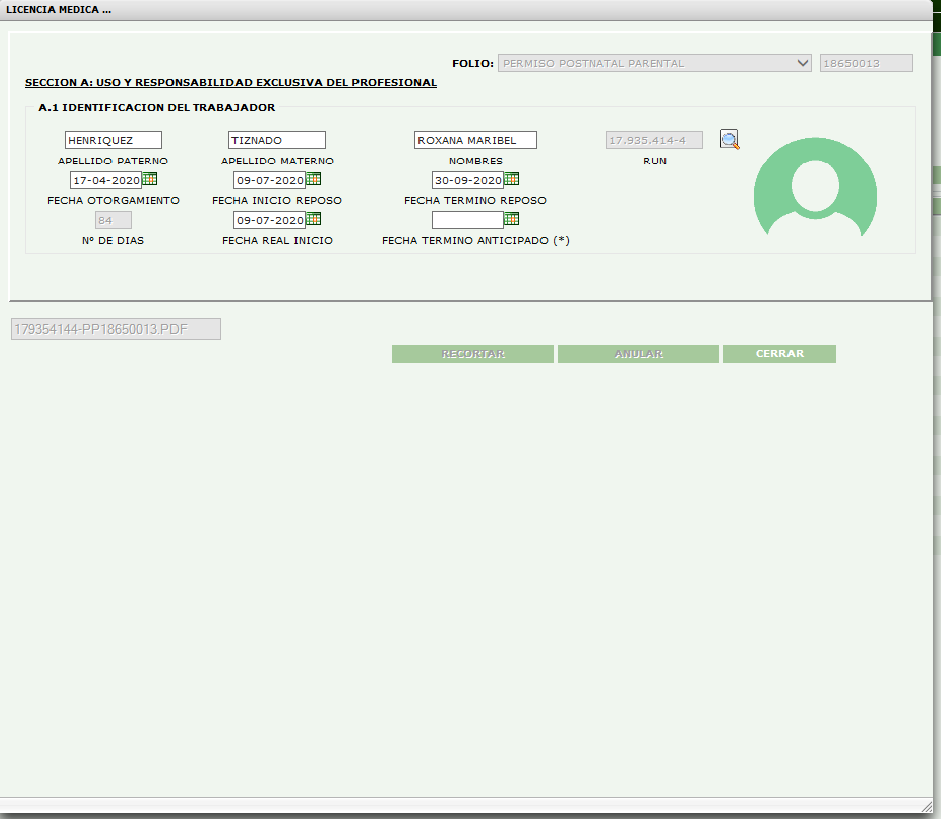 LICENCIA MEDICA ...
FOLIO: PERMISO POSTNATAL PARENTAL 18650013
SECCION A: USO Y RESPONSABILIDAD EXCLUSIVA DEL PROFESIONAL
A.1 IDENTIFICACION DEL TRABAJADOR
HENRIQUEZ TIZNADO ROXANA MARIBEL 17.935.414-4
APELLIDO PATERNO APELLIDO MATERNO NOMBRES RUN
17-04-2020 09-07-2020 30-09-2020
FECHA OTORGAMIENTO FECHA INICIO REPOSO FECHA TERMINO REPOSO
84 09-07-2020
Nº DE DIAS FECHA REAL INICIO FECHA TERMINO ANTICIPADO (*)
179354144-PP18650013.PDF
RECORTAR ANULAR CERRAR